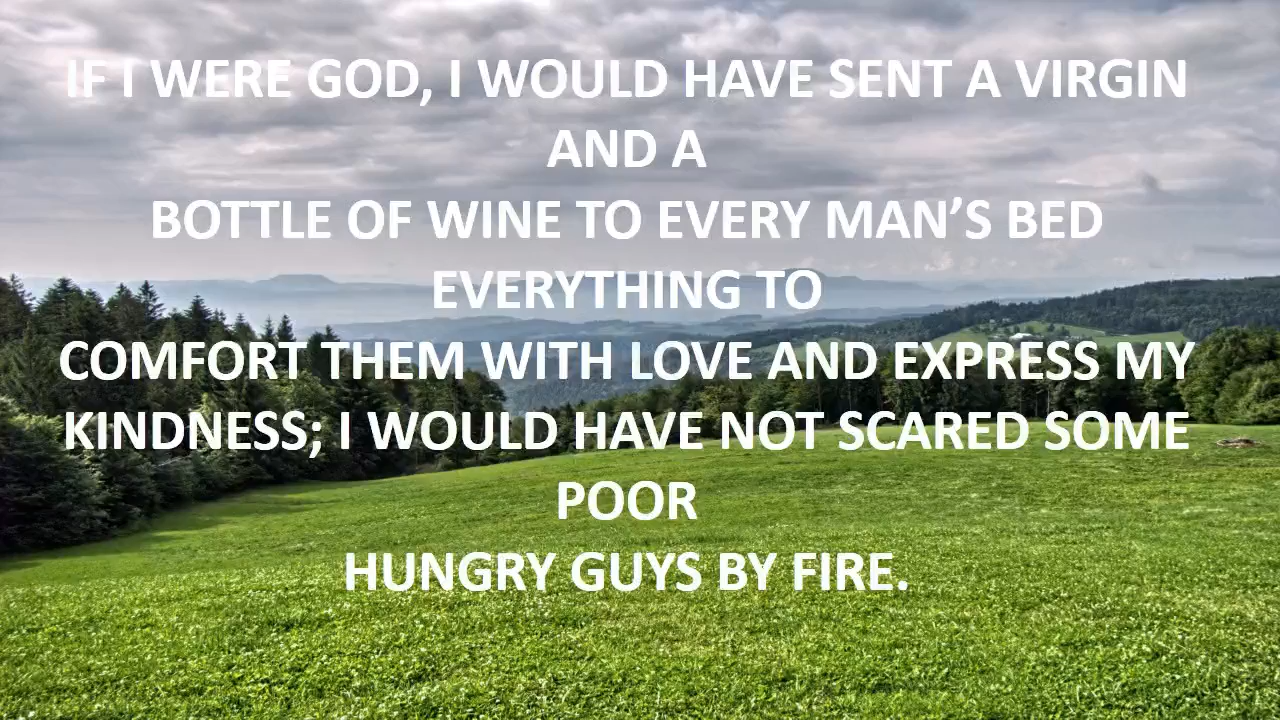 IF I WERE GOD, I WOULD HAVE SENT A VIRGIN
AND A
BOTTLE OF WINE TO EVERY MAN’S BED
EVERYTHING TO
COMFORT THEM WITH LOVE AND EXPRESS MY
KINDNESS; I WOULD HAVE NOT SCARED SOME
POOR
HUNGRY GUYS BY FIRE.